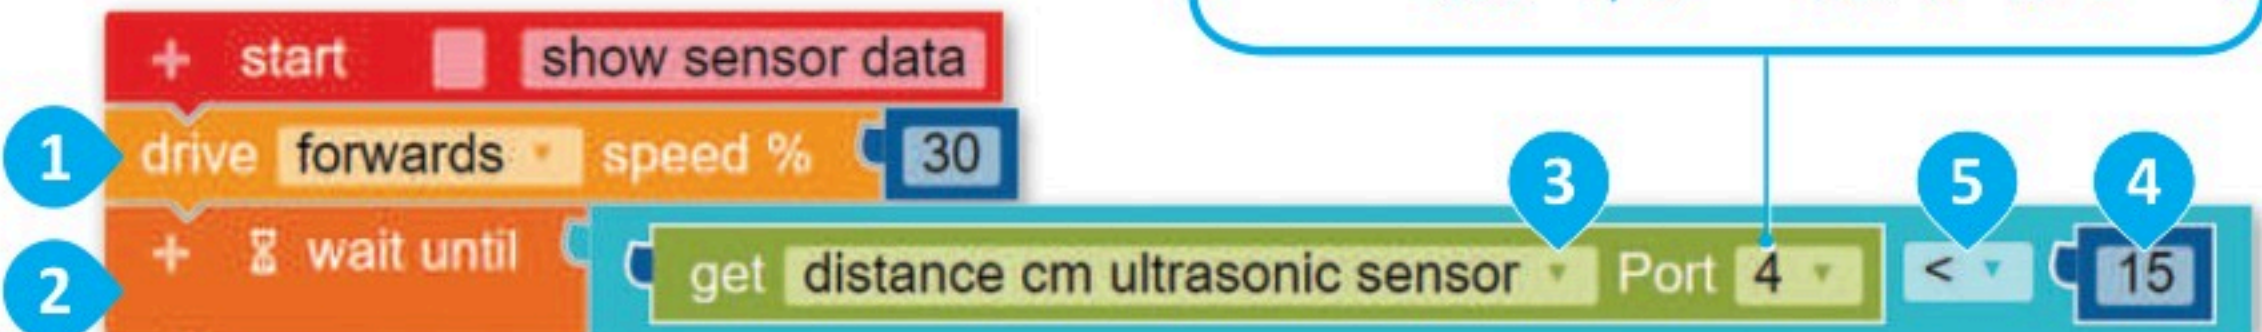 + start show sensor data
1 drive forwards speed % 30
3 5 4
2 + wait until get distance cm ultrasonic sensor Port 4 < 15